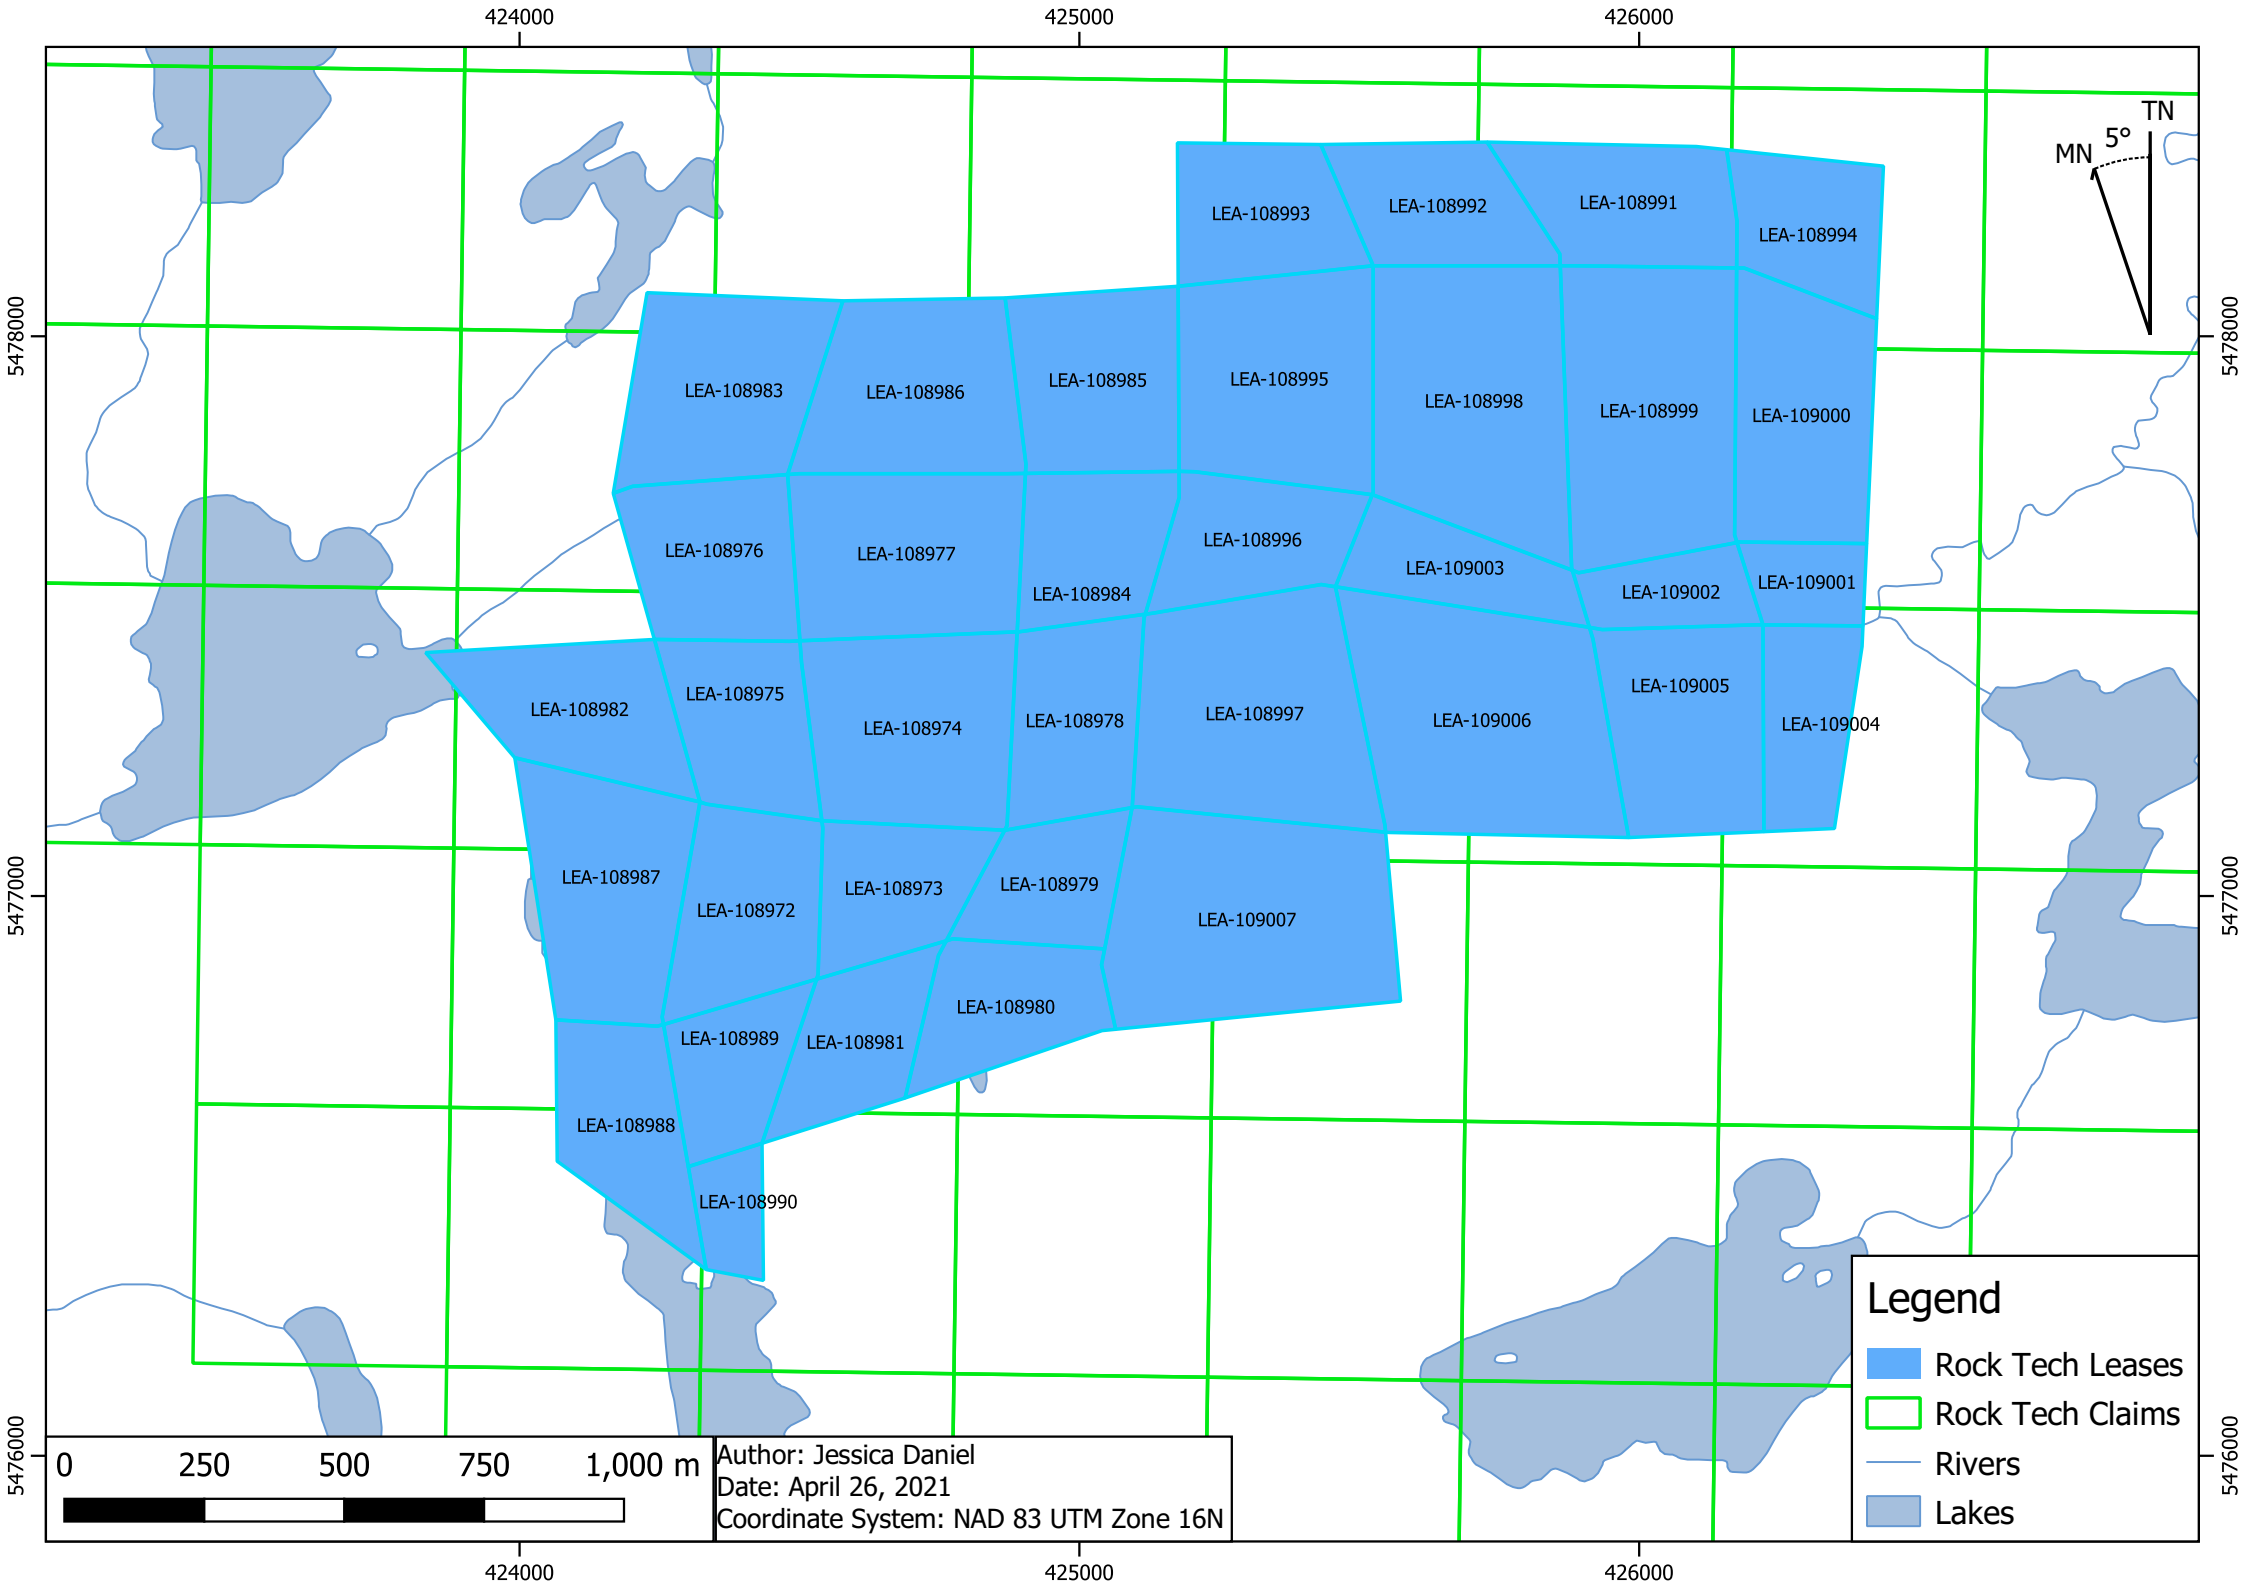 424000 425000 426000
TN
5°
MN
LEA-108993 LEA-108992 LEA-108991 LEA-108994
5478000 5478000
LEA-108983 LEA-108986 LEA-108985 LEA-108995 LEA-108998 LEA-108999 LEA-109000
LEA-108976 LEA-108977 LEA-108984 LEA-108996 LEA-109003 LEA-109002 LEA-109001
LEA-108982 LEA-108975 LEA-108974 LEA-108978 LEA-108997 LEA-109006 LEA-109005 LEA-109004
LEA-108987 LEA-108972 LEA-108973 LEA-108979 LEA-109007
5477000 5477000
LEA-108989 LEA-108981 LEA-108980
LEA-108988
LEA-108990
Legend
Rock Tech Leases
Rock Tech Claims
Rivers
Lakes
5476000 5476000
0 250 500 750 1,000 m
Author: Jessica Daniel
Date: April 26, 2021
Coordinate System: NAD 83 UTM Zone 16N
424000 425000 426000